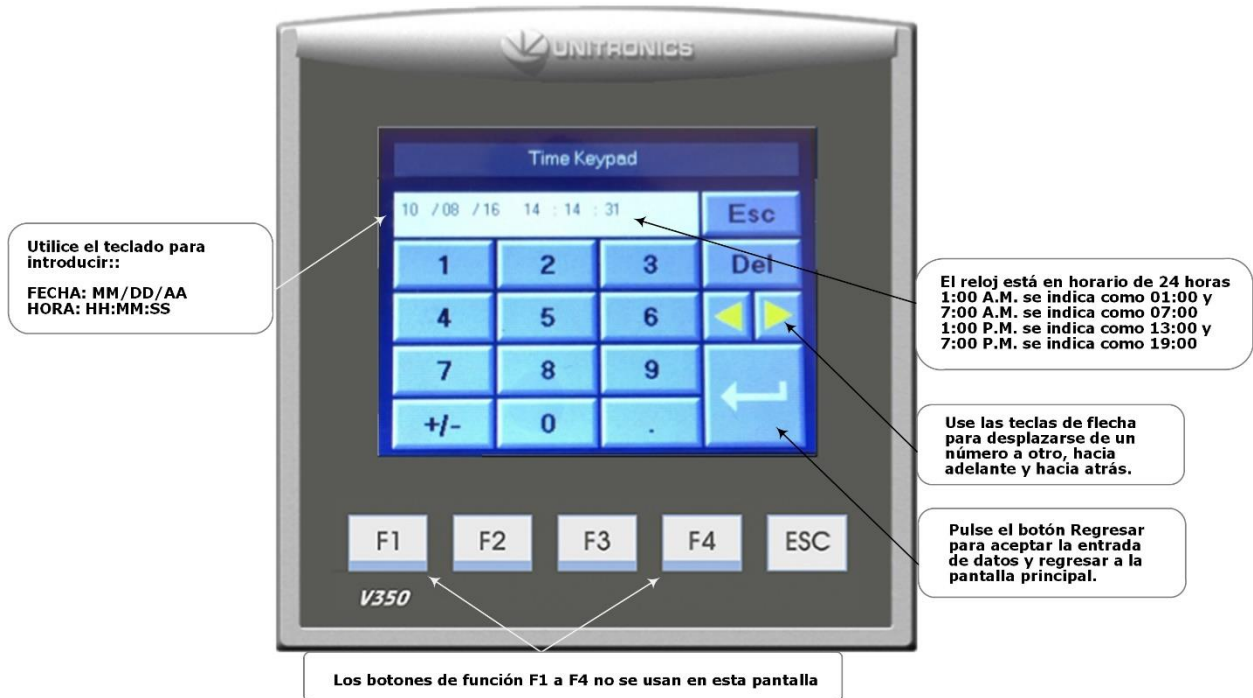 UNITRONICS
Time Keypad
10 /08 /16 14 : 14 : 31
Esc
1 2 3 Del
4 5 6
7 8 9
+/- 0 .
F1 F2 F3 F4 ESC
V350
Utilice el teclado para
introducir::
FECHA: MM/DD/AA
HORA: HH:MM:SS
El reloj está en horario de 24 horas
1:00 A.M. se indica como 01:00 y
7:00 A.M. se indica como 07:00
1:00 P.M. se indica como 13:00 y
7:00 P.M. se indica como 19:00
Use las teclas de flecha
para desplazarse de un
número a otro, hacia
adelante y hacia atrás.
Pulse el botón Regresar
para aceptar la entrada
de datos y regresar a la
pantalla principal.
Los botones de función F1 a F4 no se usan en esta pantalla